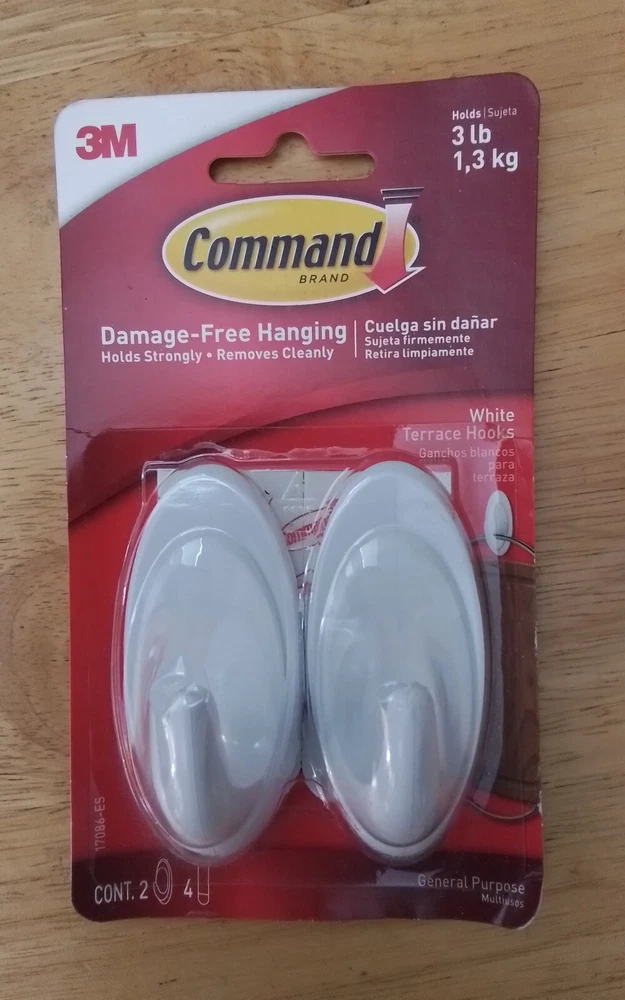 3M
Holds | Sujeta
3 lb
1,3 kg
Command
BRAND
Damage-Free Hanging
Holds Strongly • Removes Cleanly
Cuelga sin dañar
Sujeta firmemente
Retira limpiamente
White
Terrace Hooks
Ganchos blancos
para
terraza
Command
17086-ES
CONT. 2 4
General Purpose
Multiusos